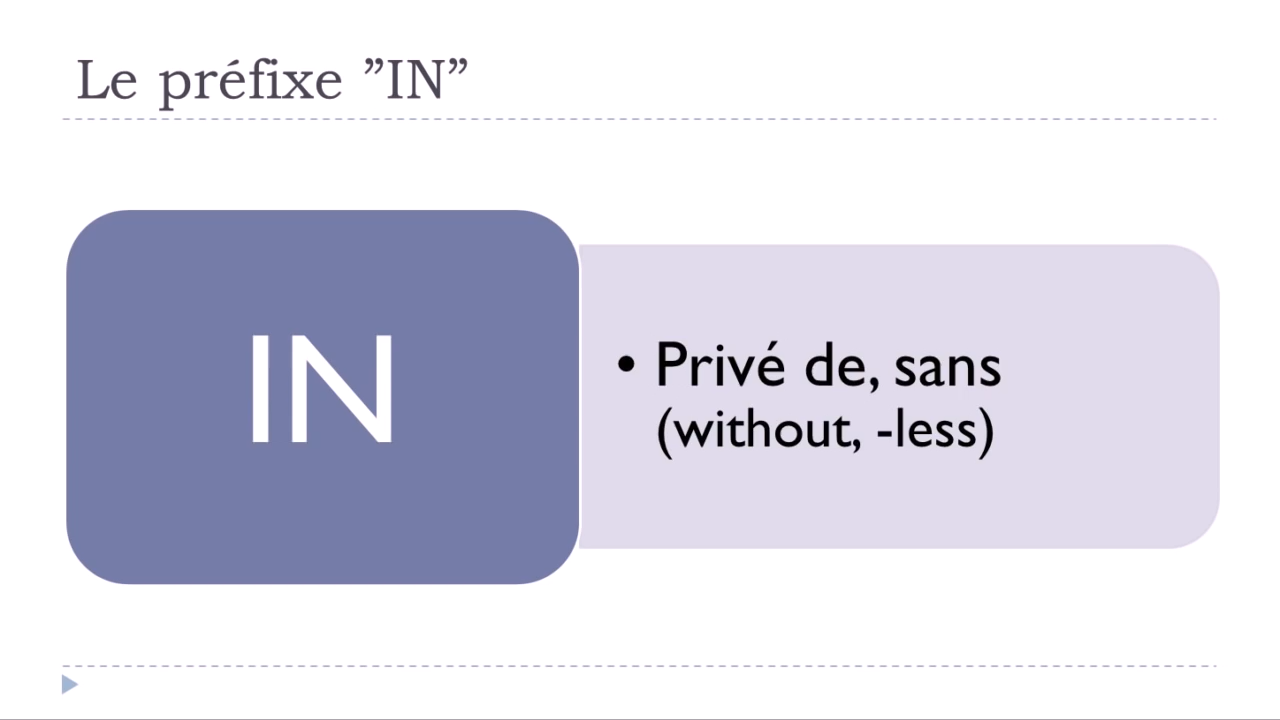 Le préfixe ”IN”
IN
• Privé de, sans
(without, -less)